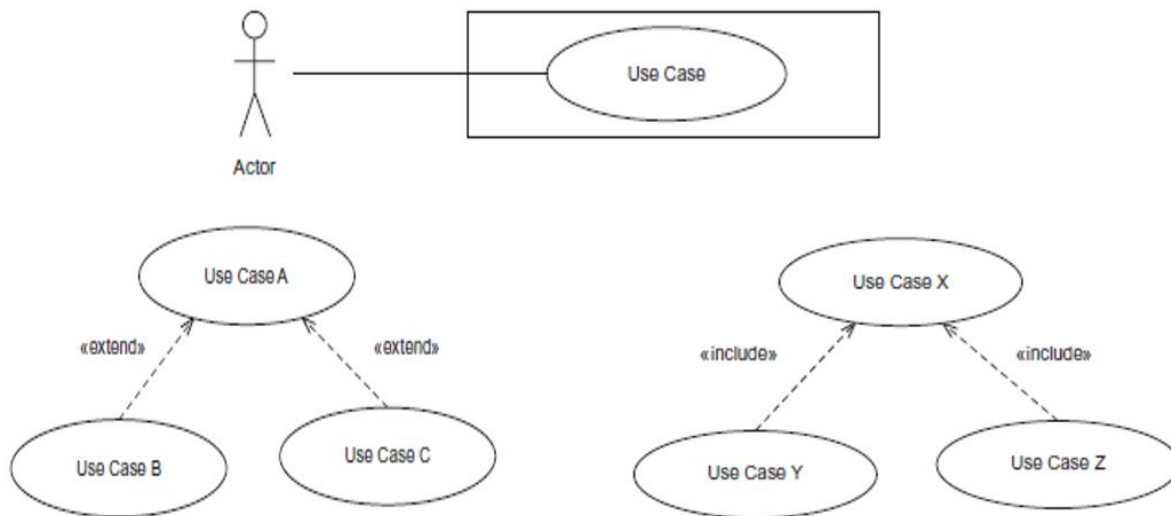 Use Case
Actor
Use Case A
Use Case X
«extend»
«extend»
«include»
«include»
Use Case B
Use Case C
Use Case Y
Use Case Z